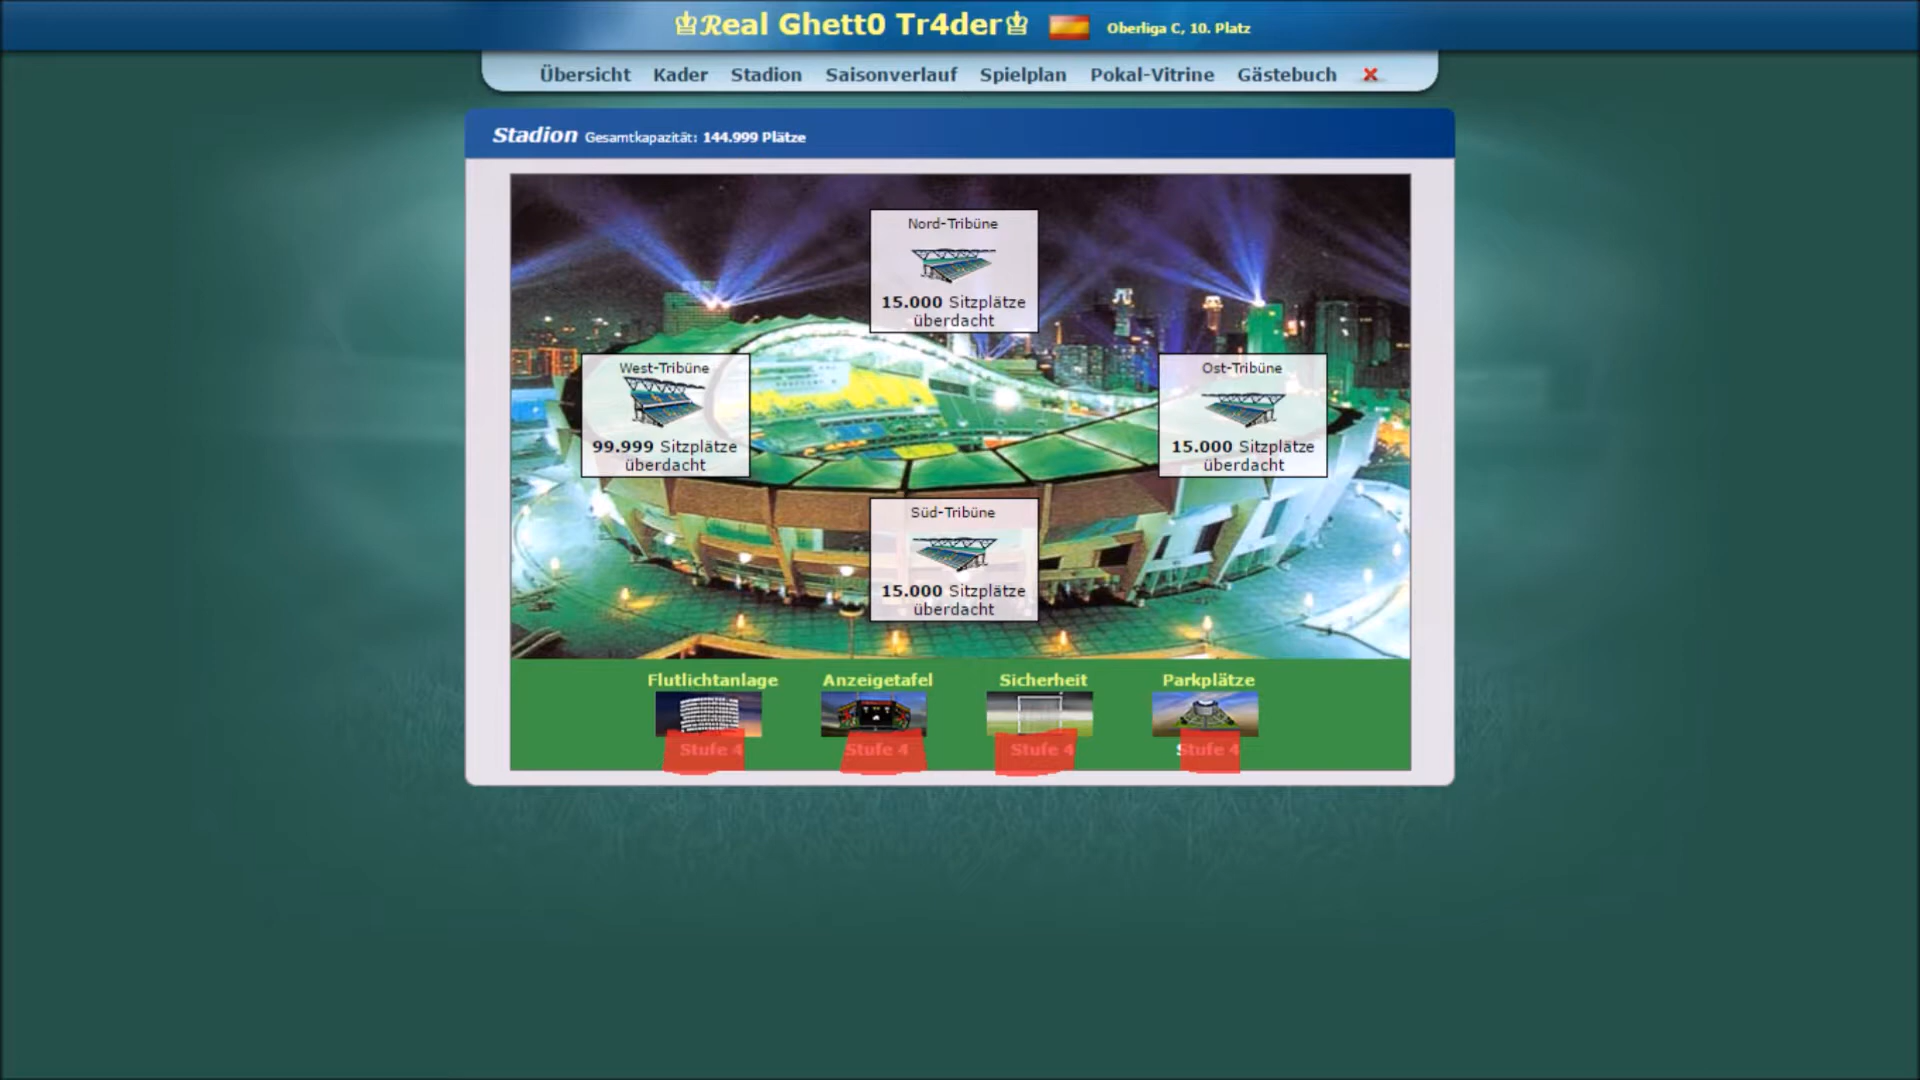 ♔ℛeal Ghett0 Tr4der♔ Oberliga C, 10. Platz
Übersicht Kader Stadion Saisonverlauf Spielplan Pokal-Vitrine Gästebuch
Stadion Gesamtkapazität: 144.999 Plätze
Nord-Tribüne
15.000 Sitzplätze
überdacht
West-Tribüne
99.999 Sitzplätze
überdacht
Ost-Tribüne
15.000 Sitzplätze
überdacht
Süd-Tribüne
15.000 Sitzplätze
überdacht
Flutlichtanlage Anzeigetafel Sicherheit Parkplätze
Stufe 4 Stufe 4 Stufe 4 Stufe 4